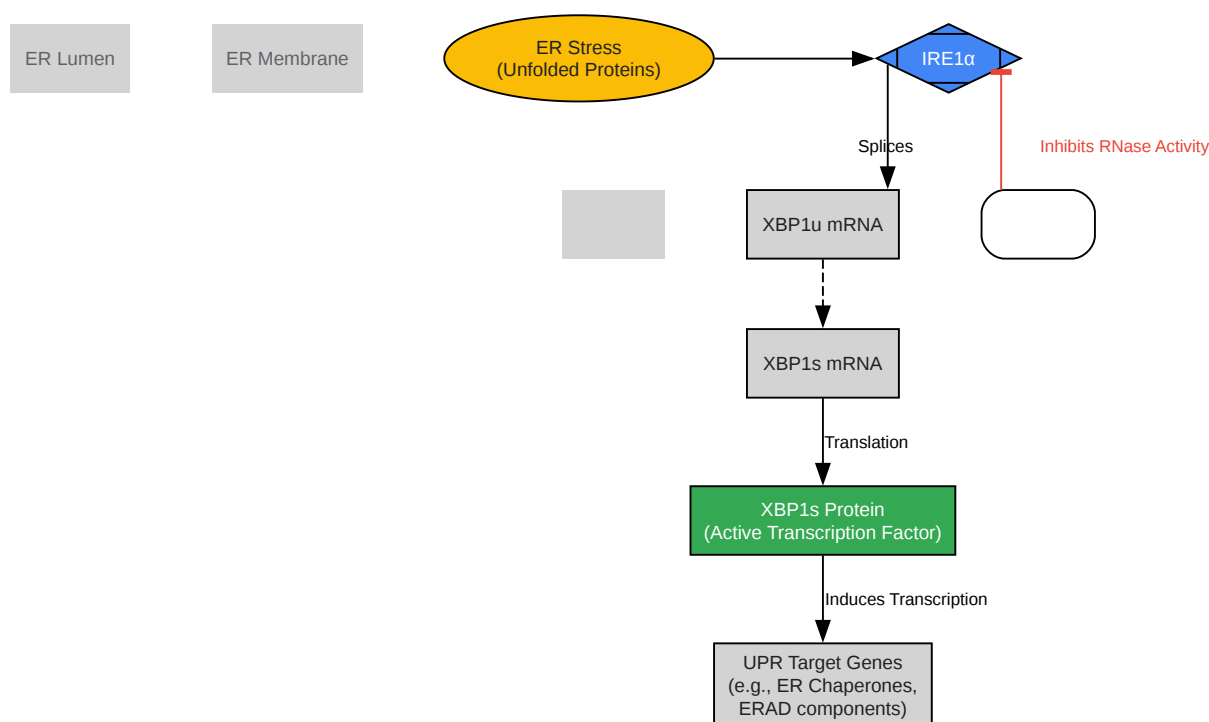 ER Lumen
ER Membrane
ER Stress
(Unfolded Proteins)
IRE1α
Splices
Inhibits RNase Activity
XBP1u mRNA
XBP1s mRNA
Translation
XBP1s Protein
(Active Transcription Factor)
Induces Transcription
UPR Target Genes
(e.g., ER Chaperones,
ERAD components)